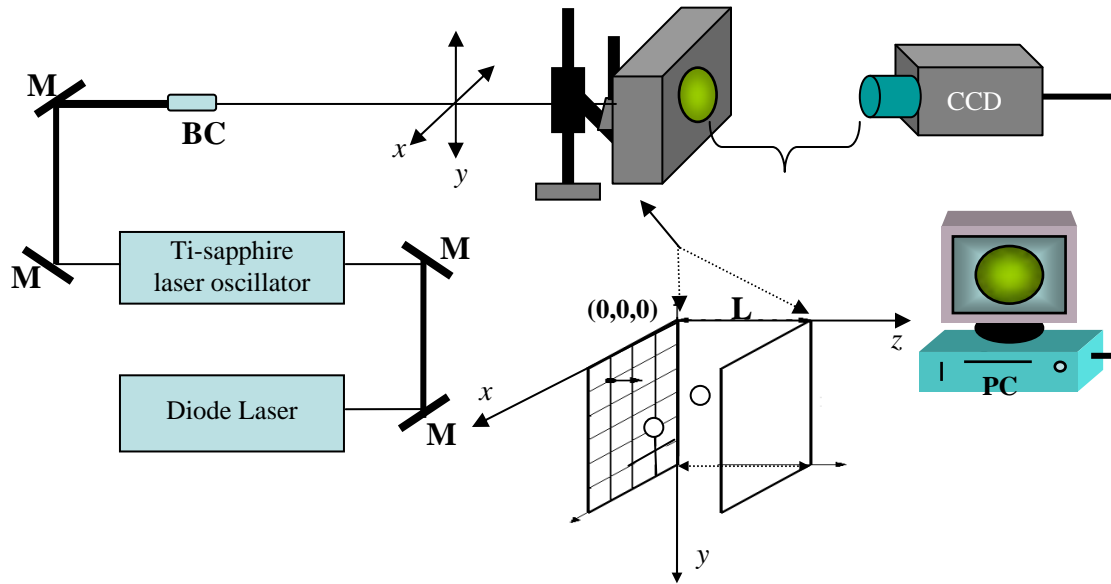 M
BC
x
y
CCD
M
Ti-sapphire
laser oscillator
M
(0,0,0)
L
z
x
Diode Laser
M
PC
y